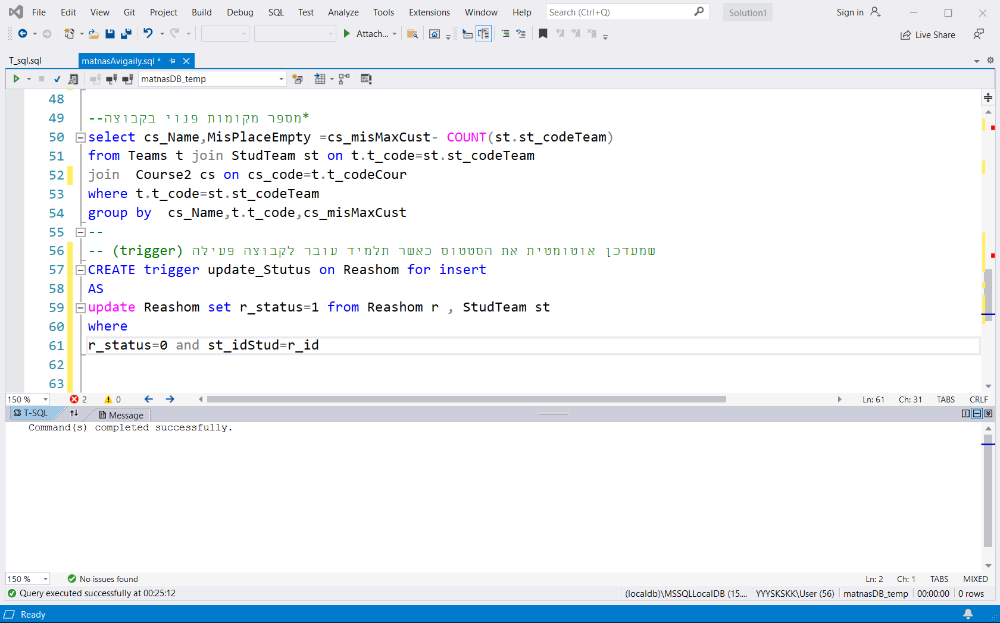 File Edit View Git Project Build Debug SQL Test Analyze Tools Extensions Window Help Search (Ctrl+Q) Solution1 Sign in
Attach... Live Share
T_sql.sql matnasAvigaily.sql *
matnasDB_temp
48
49 --מספר מקומות פנוי בקבוצה*
50 select cs_Name,MisPlaceEmpty =cs_misMaxCust- COUNT(st.st_codeTeam)
51 from Teams t join StudTeam st on t.t_code=st.st_codeTeam
52 join  Course2 cs on cs_code=t.t_codeCour
53 where t.t_code=st.st_codeTeam
54 group by  cs_Name,t.t_code,cs_misMaxCust
55 --
56 -- (trigger) שמעדכן אוטומטית את הסטטוס כאשר תלמיד עובר לקבוצה פעילה
57 CREATE trigger update_Stutus on Reashom for insert
58 AS
59 update Reashom set r_status=1 from Reashom r , StudTeam st
60 where
61 r_status=0 and st_idStud=r_id
62
63
150 % 2 0 Ln: 61 Ch: 31 TABS CRLF
T-SQL Message
Command(s) completed successfully.
150 % No issues found Ln: 2 Ch: 1 TABS MIXED
Query executed successfully at 00:25:12 (localdb)\MSSQLLocalDB (15.... YYYSKSKK\User (56) matnasDB_temp 00:00:00 0 rows
Ready